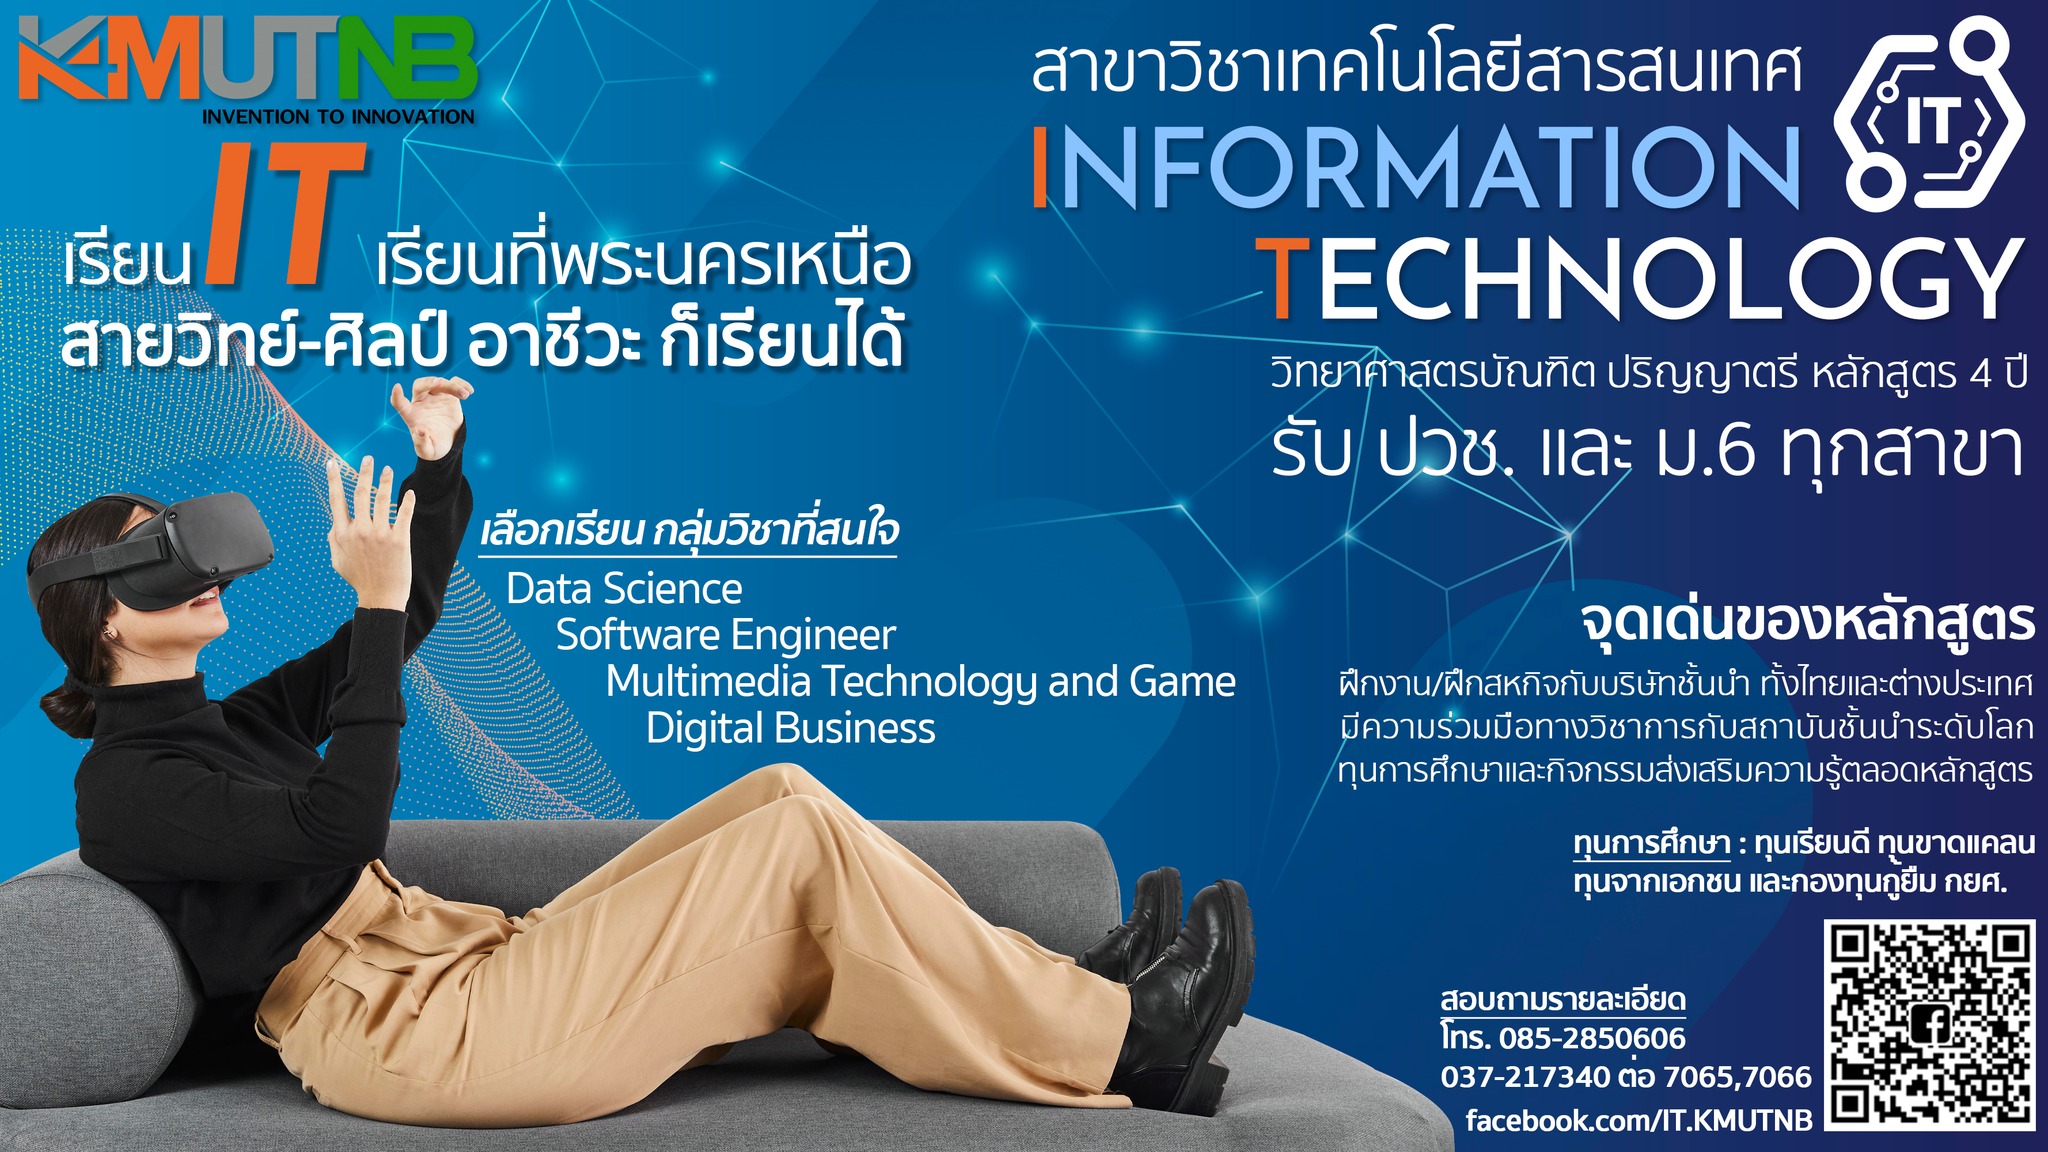 KMUTNB
INVENTION TO INNOVATION
เรียน IT เรียนที่พระนครเหนือ
สายวิทย์-ศิลป์ อาชีวะ ก็เรียนได้
เลือกเรียน กลุ่มวิชาที่สนใจ
Data Science
Software Engineer
Multimedia Technology and Game
Digital Business
สาขาวิชาเทคโนโลยีสารสนเทศ
INFORMATION
TECHNOLOGY
IT
วิทยาศาสตรบัณฑิต ปริญญาตรี หลักสูตร 4 ปี
รับ ปวช. และ ม.6 ทุกสาขา
จุดเด่นของหลักสูตร
ฝึกงาน/ฝึกสหกิจกับบริษัทชั้นนำ ทั้งไทยและต่างประเทศ
มีความร่วมมือทางวิชาการกับสถาบันชั้นนำระดับโลก
ทุนการศึกษาและกิจกรรมส่งเสริมความรู้ตลอดหลักสูตร
ทุนการศึกษา : ทุนเรียนดี ทุนขาดแคลน
ทุนจากเอกชน และกองทุนกู้ยืม กยศ.
สอบถามรายละเอียด
โทร. 085-2850606
037-217340 ต่อ 7065,7066
facebook.com/IT.KMUTNB